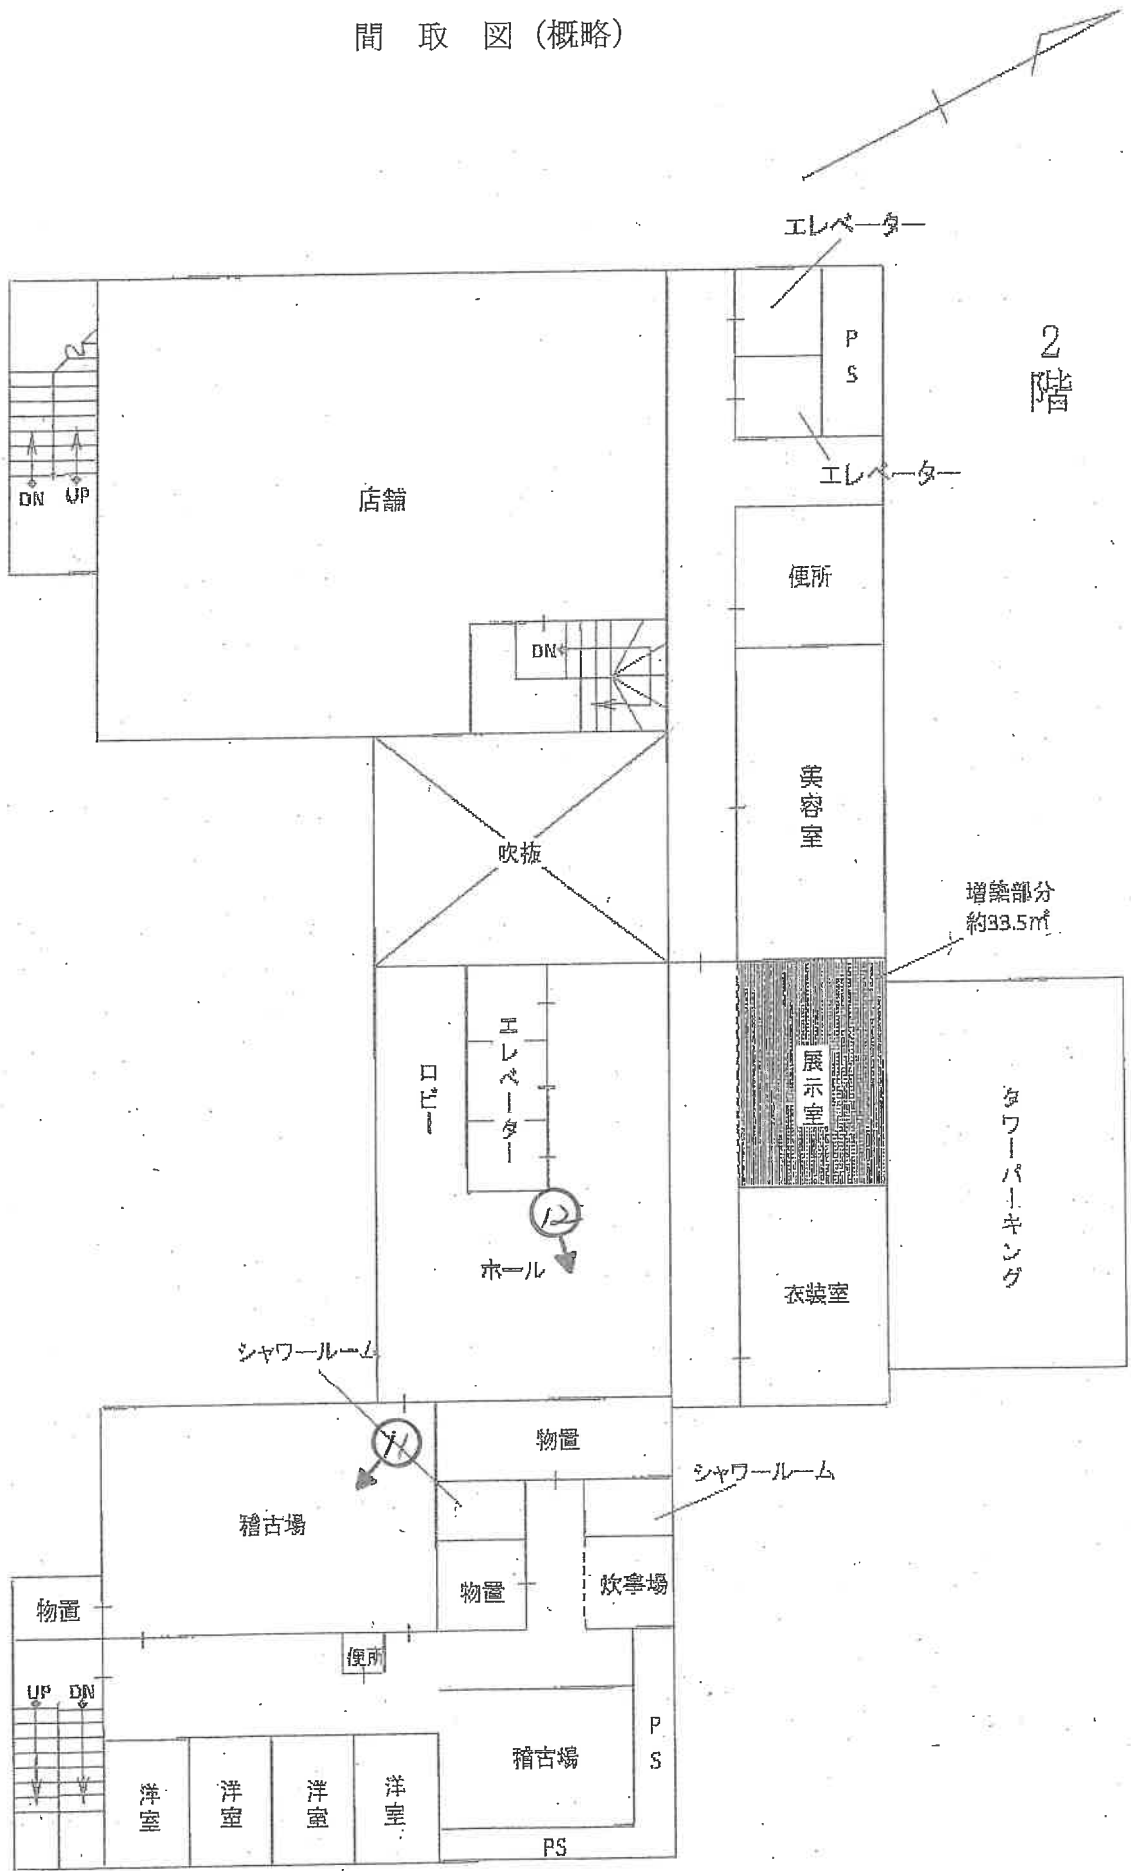 間取図（概略）
エレベーター
2階
PS
エレベーター
DN UP
店舗
便所
DN
美容室
吹抜
増築部分
約33.5㎡
エレベーター
ロビー
展示室
タワーパーキング
12
ホール
衣装室
シャワールーム
物置
シャワールーム
稽古場
物置
炊事場
物置
便所
UP DN
PS
稽古場
洋室
洋室
洋室
洋室
PS